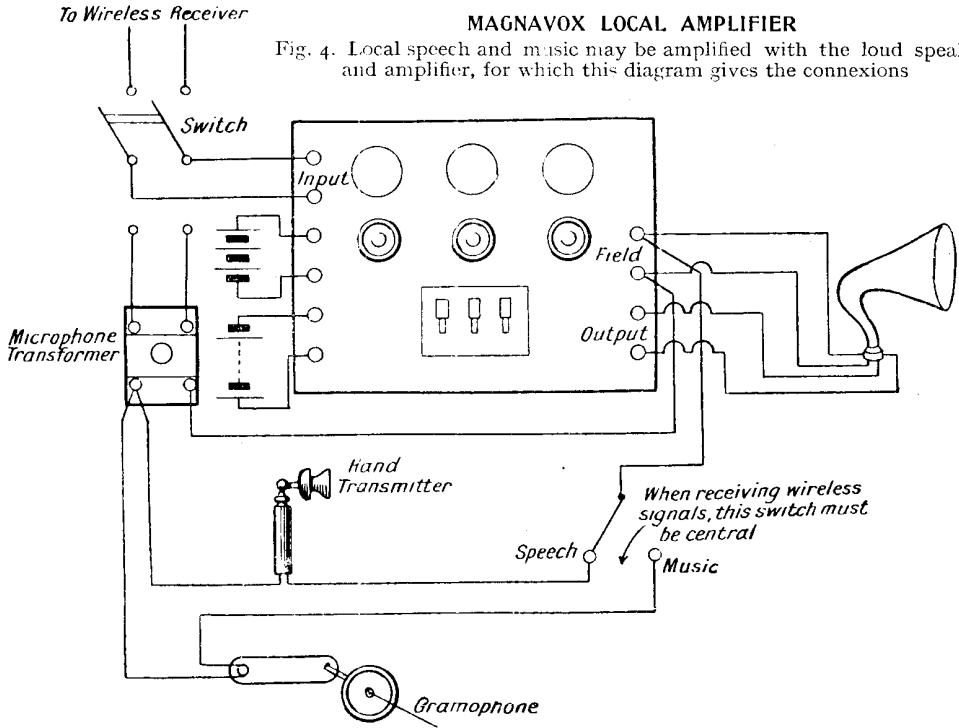 To Wireless Receiver
MAGNAVOX LOCAL AMPLIFIER
Fig. 4. Local speech and music may be amplified with the loud speak
and amplifier, for which this diagram gives the connexions
Switch
Input
Field
Output
Microphone
Transformer
Hand
Transmitter
When receiving wireless
signals, this switch must
be central
Speech
Music
Gramophone